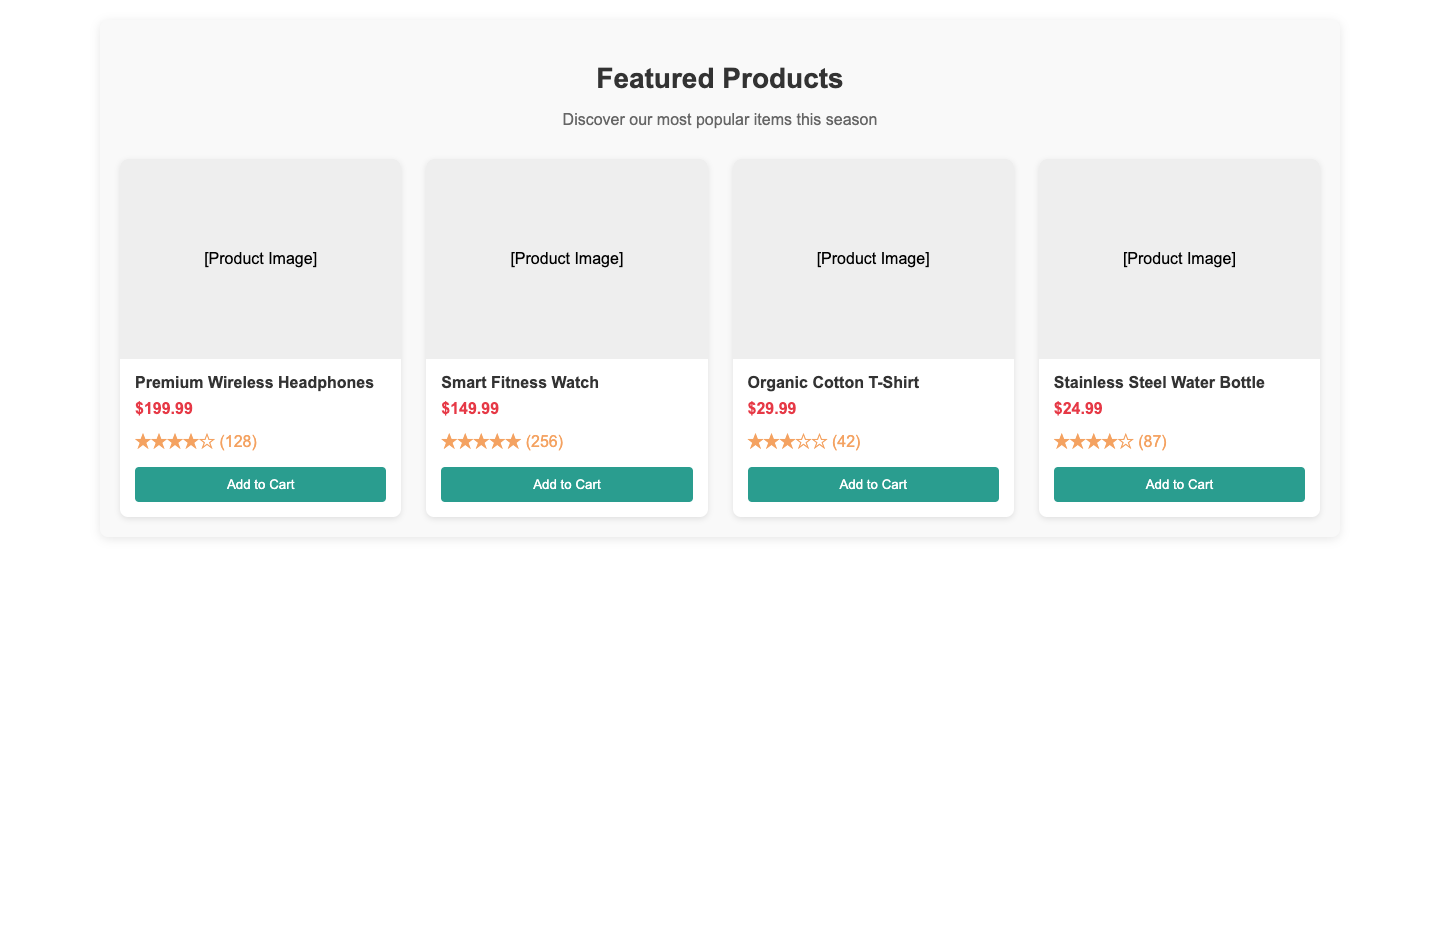 Featured Products
Discover our most popular items this season
[Product Image]
Premium Wireless Headphones
$199.99
★★★★☆ (128)
Add to Cart
[Product Image]
Smart Fitness Watch
$149.99
★★★★★ (256)
Add to Cart
[Product Image]
Organic Cotton T-Shirt
$29.99
★★★☆☆ (42)
Add to Cart
[Product Image]
Stainless Steel Water Bottle
$24.99
★★★★☆ (87)
Add to Cart